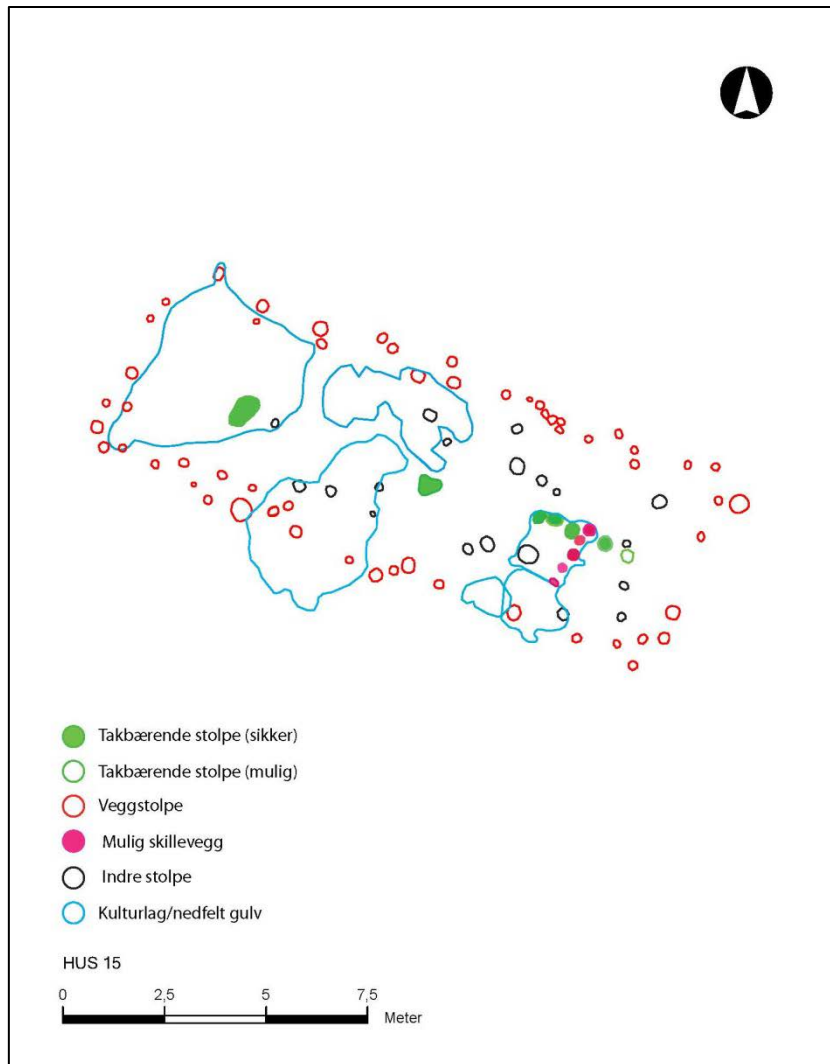 Takbærende stolpe (sikker)
Takbærende stolpe (mulig)
Veggstolpe
Mulig skillevegg
Indre stolpe
Kulturlag/nedfelt gulv
HUS 15
0 2,5 5 7,5
Meter